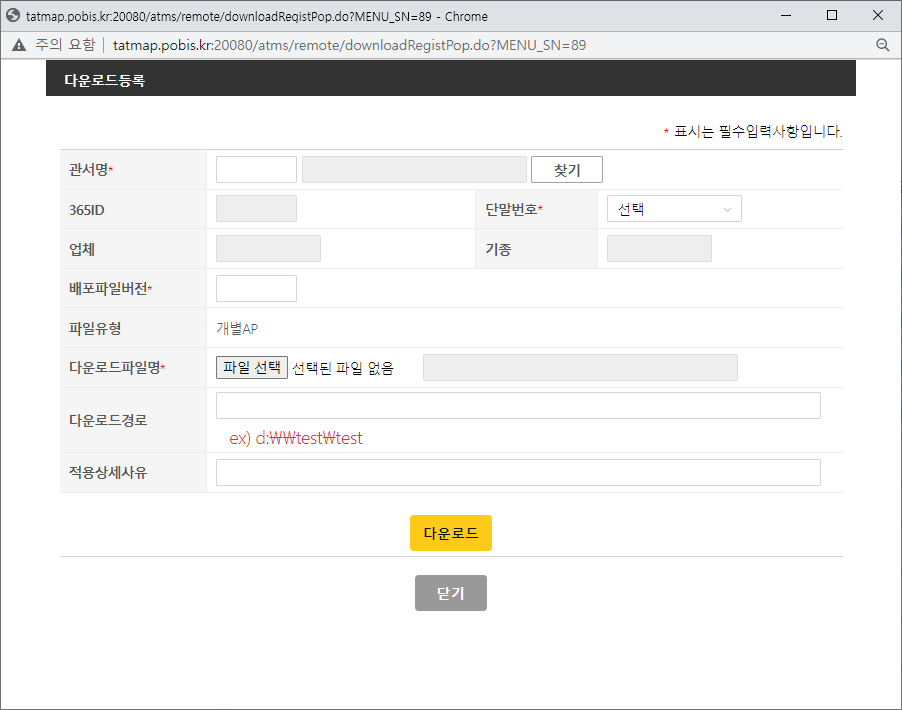 tatmap.pobis.kr:20080/atms/remote/downloadRegistPop.do?MENU_SN=89 - Chrome
주의 요함 | tatmap.pobis.kr:20080/atms/remote/downloadRegistPop.do?MENU_SN=89
다운로드등록
* 표시는 필수입력사항입니다.
관서명* 찾기
365ID 단말번호* 선택
업체 기종
배포파일버전*
파일유형 개별AP
다운로드파일명* 파일 선택 선택된 파일 없음
다운로드경로
ex) d:₩₩test₩test
적용상세사유
다운로드
닫기